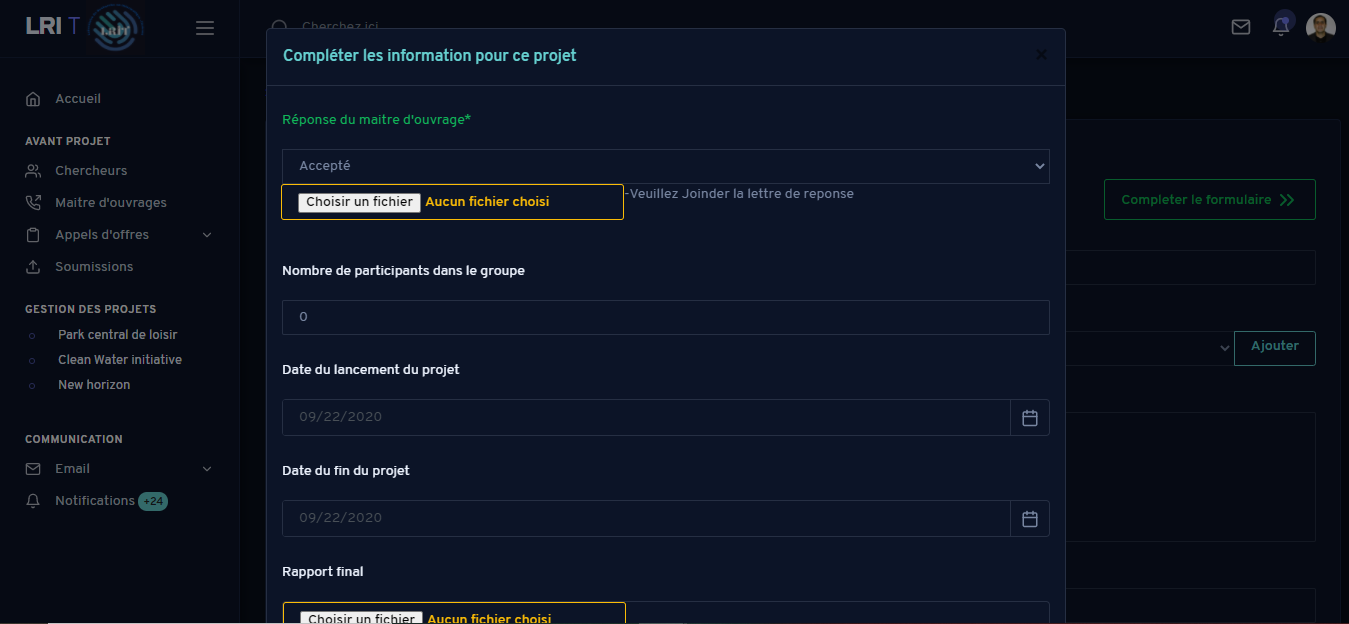 LRI T
LRIT
Cherchez ici
Compléter les information pour ce projet
×
Accueil
AVANT PROJET
Chercheurs
Maitre d'ouvrages
Appels d'offres
Soumissions
GESTION DES PROJETS
Park central de loisir
Clean Water initiative
New horizon
COMMUNICATION
Email
Notifications +24
Réponse du maitre d'ouvrage*
Accepté
Choisir un fichier Aucun fichier choisi
-Veuillez Joinder la lettre de reponse
Nombre de participants dans le groupe
0
Date du lancement du projet
09/22/2020
Date du fin du projet
09/22/2020
Rapport final
Choisir un fichier Aucun fichier choisi
Completer le formulaire
Ajouter